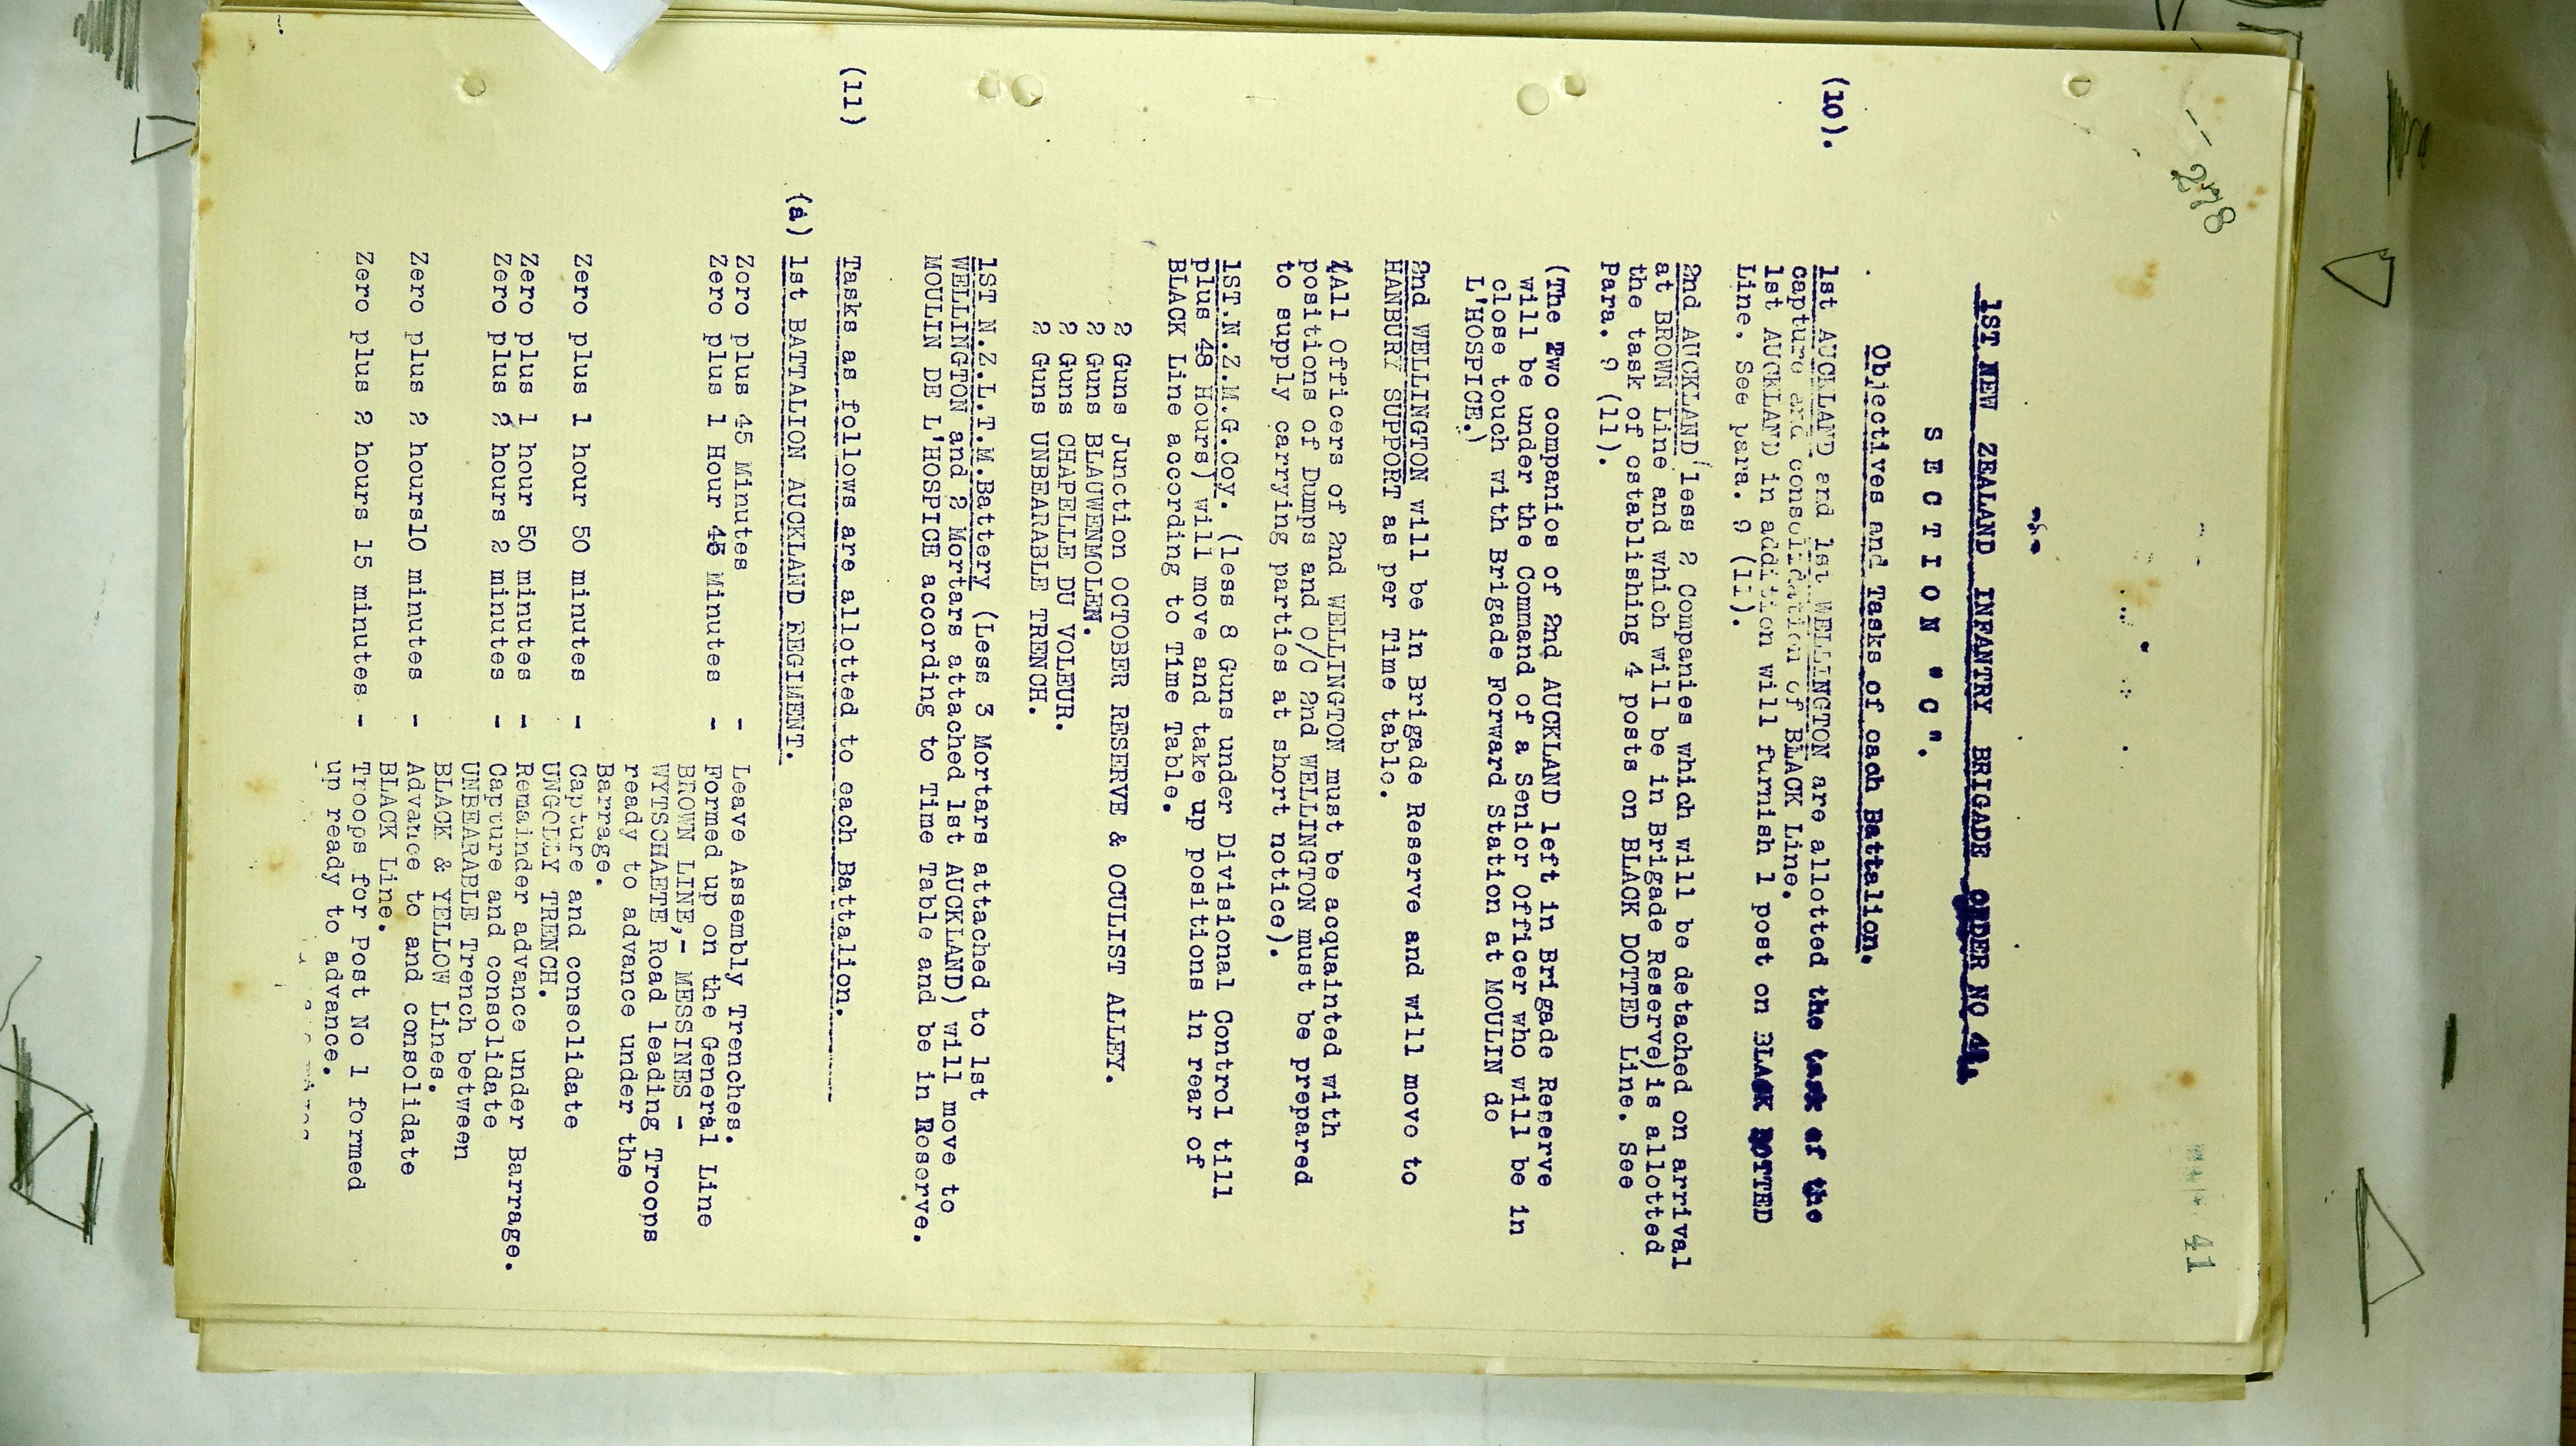 278
41
1ST NEW ZEALAND INFANTRY BRIGADE ORDER NO 41.
SECTION "C".
Objectives and Tasks of each Battalion.
(10). 1st AUCKLAND and 1st WELLINGTON are allotted the task of the
capture and consolidation of BLACK Line.
1st AUCKLAND in addition will furnish 1 post on BLACK DOTTED
Line. See para. 9 (11).
2nd AUCKLAND (less 2 Companies which will be detached on arrival
at BROWN Line and which will be in Brigade Reserve) is allotted
the task of establishing 4 posts on BLACK DOTTED Line. See
Para. 9 (11).
(The Two companies of 2nd AUCKLAND left in Brigade Reserve
will be under the Command of a Senior Officer who will be in
close touch with Brigade Forward Station at MOULIN de
L'HOSPICE.)
2nd WELLINGTON will be in Brigade Reserve and will move to
HANBURY SUPPORT as per Time table.
(All officers of 2nd WELLINGTON must be acquainted with
positions of Dumps and O/C 2nd WELLINGTON must be prepared
to supply carrying parties at short notice).
1ST.N.Z.M.G.Coy. (less 8 Guns under Divisional Control till
plus 48 Hours) will move and take up positions in rear of
BLACK Line according to Time Table.
2 Guns Junction OCTOBER RESERVE & OCULIST ALLEY.
2 Guns BLAUWENMOLEN.
2 Guns CHAPELLE DU VOLEUR.
2 Guns UNBEARABLE TRENCH.
1ST N.Z.L.T.M.Battery (Less 3 Mortars attached to 1st
WELLINGTON and 2 Mortars attached 1st AUCKLAND) will move to
MOULIN DE L'HOSPICE according to Time Table and be in Reserve.
(11) Tasks as follows are allotted to each Battalion.
(a) 1st BATTALION AUCKLAND REGIMENT.
Zero plus 45 Minutes - Leave Assembly Trenches.
Zero plus 1 Hour 45 Minutes - Formed up on the General Line
BROWN LINE,- MESSINES -
WYTSCHAETE Road leading Troops
ready to advance under the
Barrage.
Zero plus 1 hour 50 minutes - Capture and consolidate
UNGODLY TRENCH.
Zero plus 1 hour 50 minutes - Remainder advance under Barrage.
Zero plus 2 hours 2 minutes - Capture and consolidate
UNBEARABLE Trench between
BLACK & YELLOW Lines.
Zero plus 2 hours10 minutes - Advance to and consolidate
BLACK Line.
Zero plus 2 hours 15 minutes - Troops for Post No 1 formed
up ready to advance.